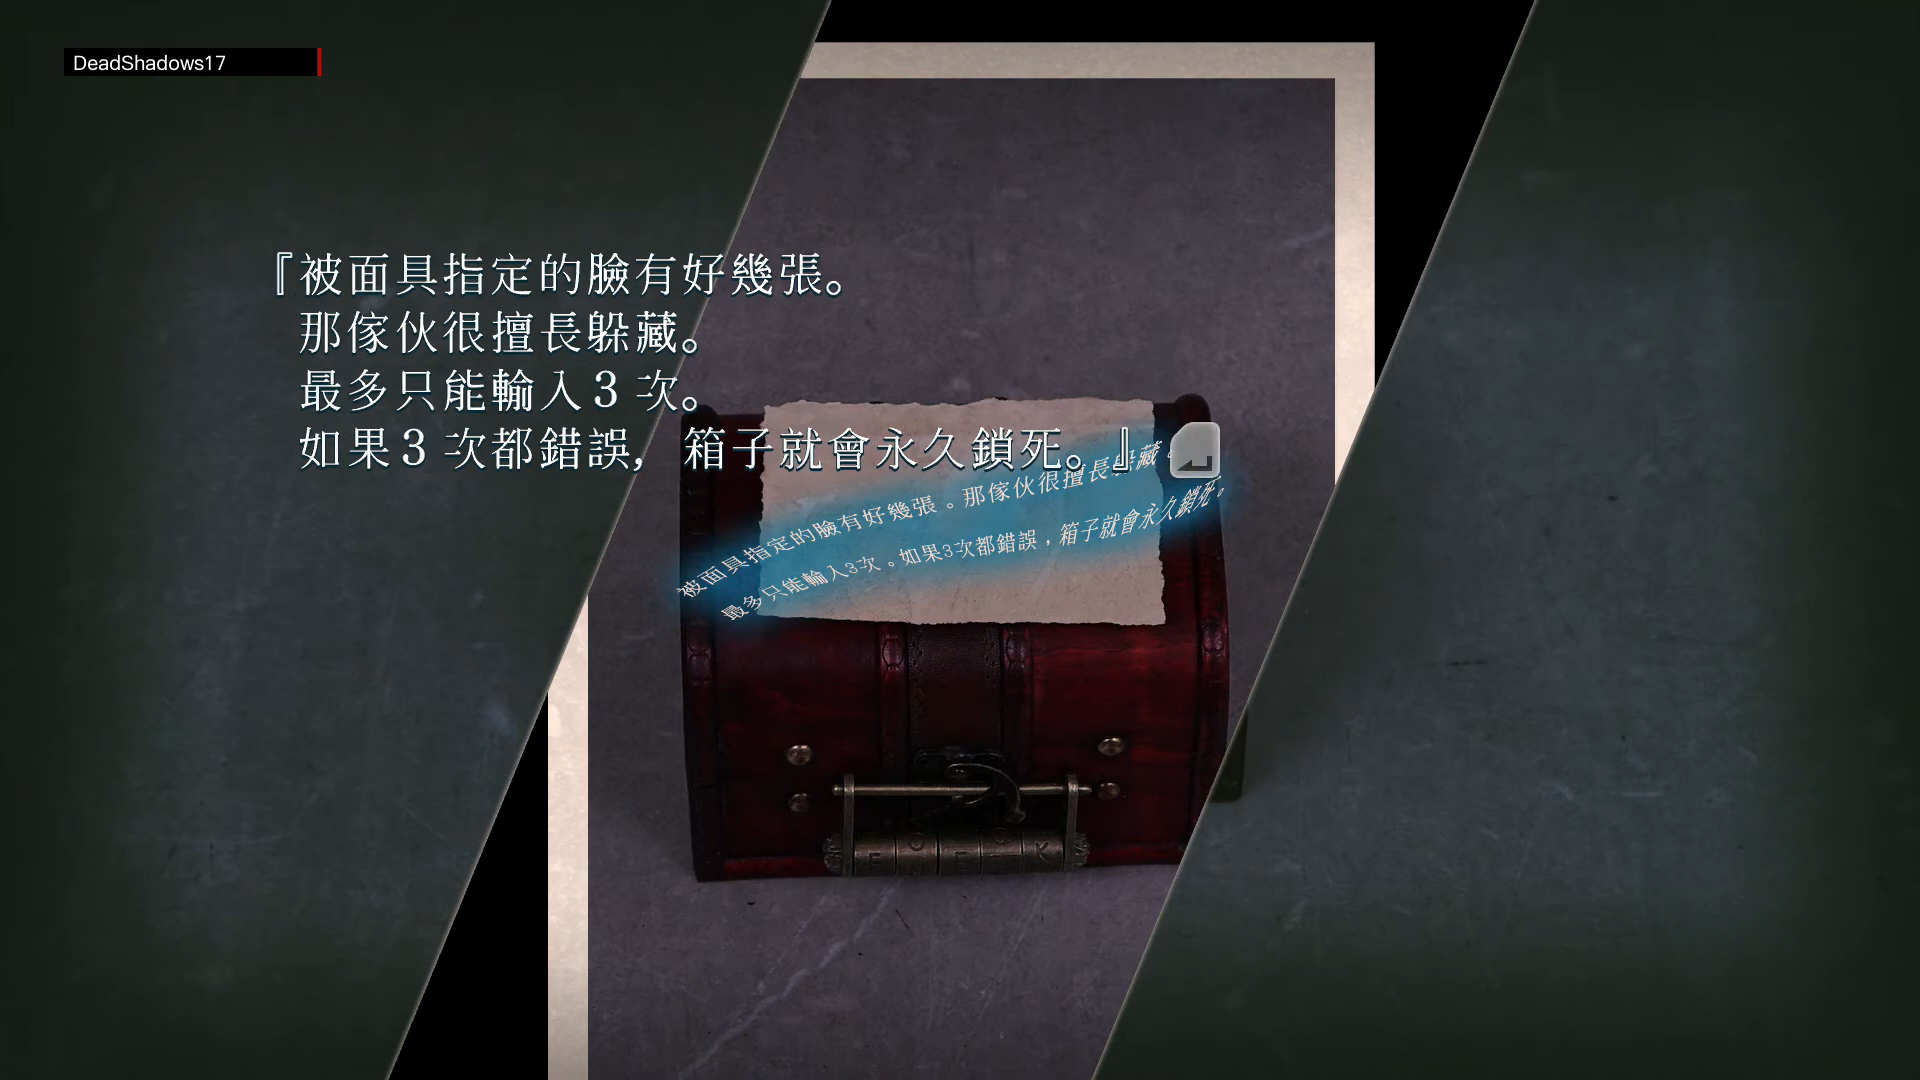 DeadShadows17
『被面具指定的臉有好幾張。
那傢伙很擅長躲藏。
最多只能輸入3 次。
如果3 次都錯誤, 箱子就會永久鎖死。』
被面具指定的臉有好幾張。那傢伙很擅長躲藏。
最多只能輸入3次。如果3次都錯誤，箱子就會永久鎖死。